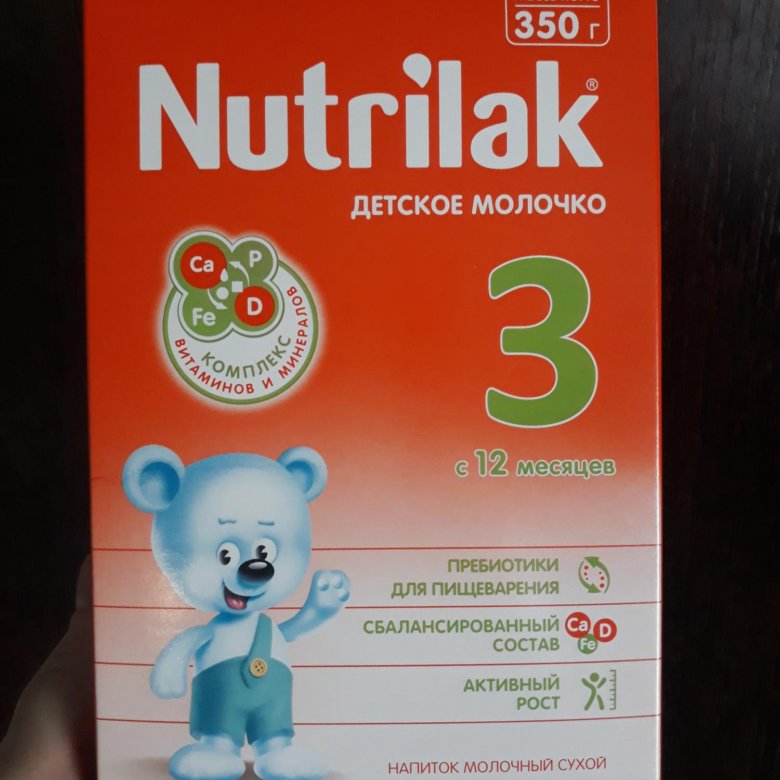 350 г
Nutrilak®
ДЕТСКОЕ МОЛОЧКО
Ca P
Fe D
КОМПЛЕКС
ВИТАМИНОВ И МИНЕРАЛОВ
3
с 12 месяцев
ПРЕБИОТИКИ
ДЛЯ ПИЩЕВАРЕНИЯ
СБАЛАНСИРОВАННЫЙ
СОСТАВ
Ca D
Fe
АКТИВНЫЙ
РОСТ
НАПИТОК МОЛОЧНЫЙ СУХОЙ